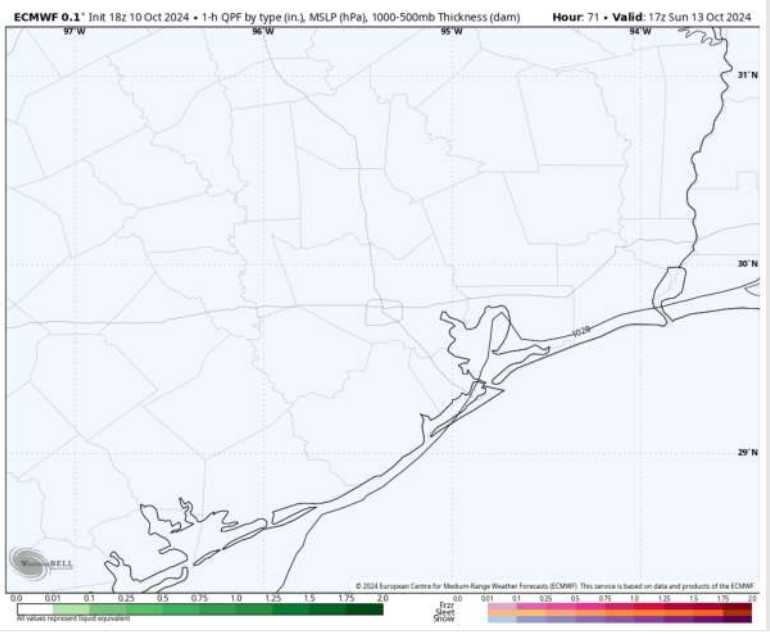 ECMWF 0.1° Init 18z 10 Oct 2024 • 1-h QPF by type (in.), MSLP (hPa), 1000-500mb Thickness (dam) Hour: 71 • Valid: 17z Sun 13 Oct 2024
97°W 96°W 95°W 94°W
31°N
30°N
1020
29°N
WeatherBELL
© 2024 European Centre for Medium-Range Weather Forecasts (ECMWF). This service is based on data and products of the ECMWF
0.0 0.01 0.1 0.25 0.5 0.75 1.0 1.25 1.5 1.75 2.0
All values represent liquid equivalent
0.0 0.01 0.1 0.25 0.5 0.75 1.0 1.25 1.5 1.75 2.0
Frzr
Sleet
Snow